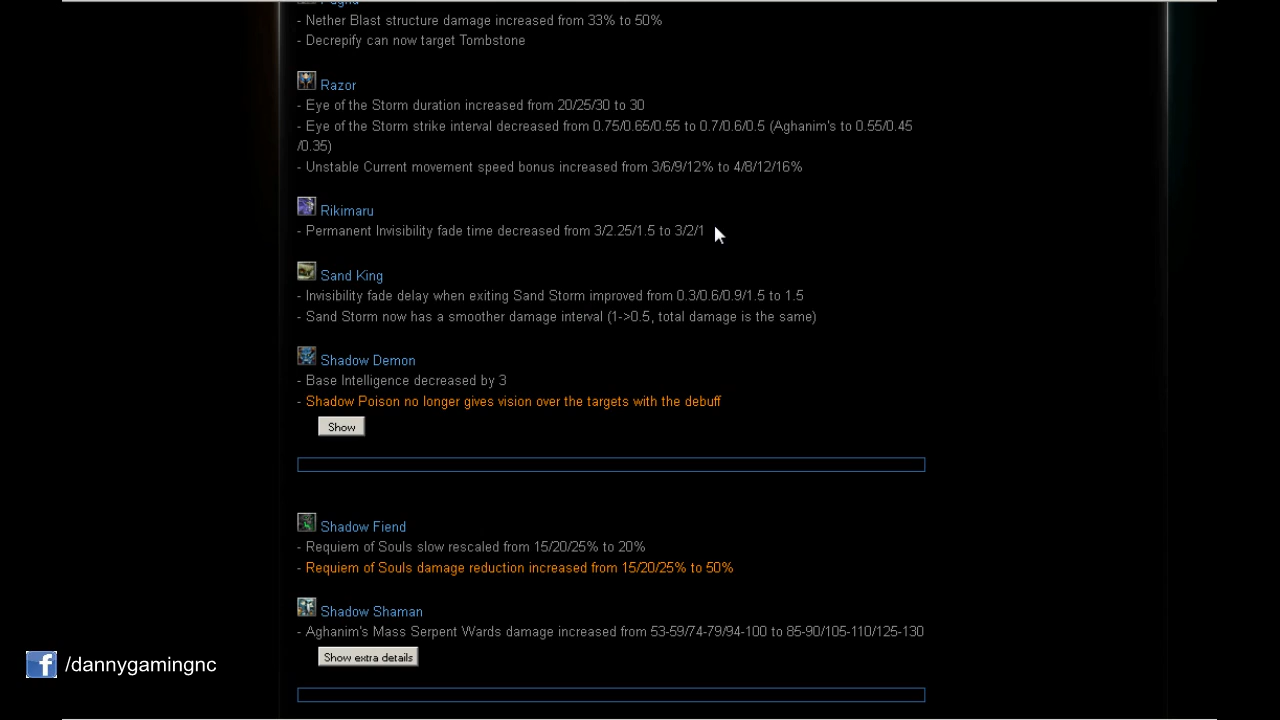 - Nether Blast structure damage increased from 33% to 50%
- Decrepify can now target Tombstone
Razor
- Eye of the Storm duration increased from 20/25/30 to 30
- Eye of the Storm strike interval decreased from 0.75/0.65/0.55 to 0.7/0.6/0.5 (Aghanim's to 0.55/0.45
/0.35)
- Unstable Current movement speed bonus increased from 3/6/9/12% to 4/8/12/16%
Rikimaru
- Permanent Invisibility fade time decreased from 3/2.25/1.5 to 3/2/1
Sand King
- Invisibility fade delay when exiting Sand Storm improved from 0.3/0.6/0.9/1.5 to 1.5
- Sand Storm now has a smoother damage interval (1->0.5, total damage is the same)
Shadow Demon
- Base Intelligence decreased by 3
- Shadow Poison no longer gives vision over the targets with the debuff
Show
Shadow Fiend
- Requiem of Souls slow rescaled from 15/20/25% to 20%
- Requiem of Souls damage reduction increased from 15/20/25% to 50%
Shadow Shaman
- Aghanim's Mass Serpent Wards damage increased from 53-59/74-79/94-100 to 85-90/105-110/125-130
Show extra details
f /dannygamingnc